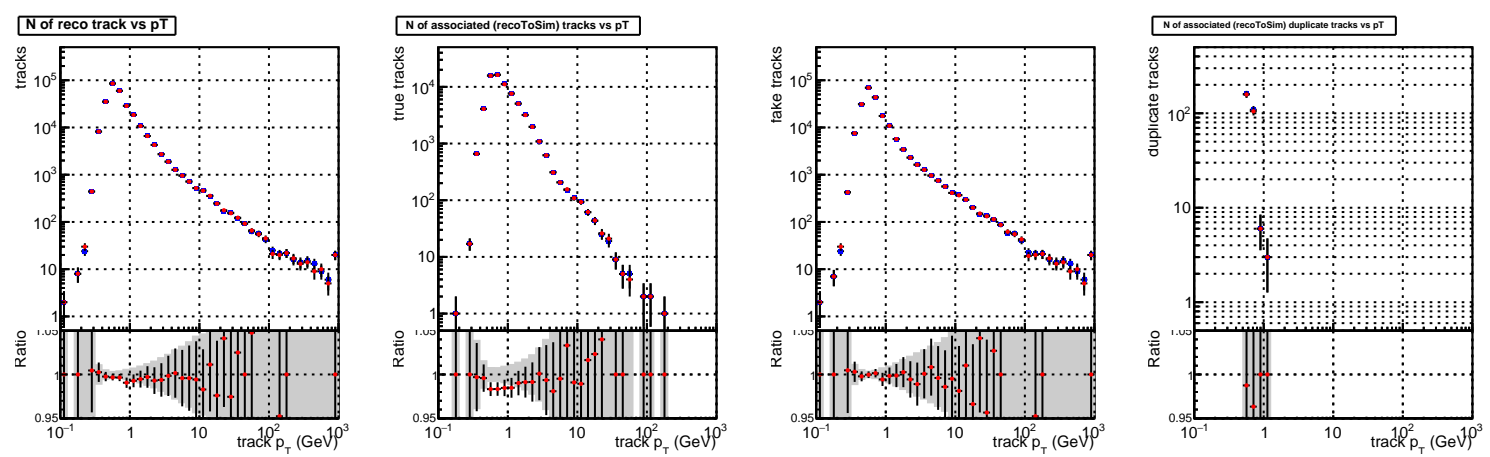 N of reco track vs pT
tracks
10^5
10^4
10^3
10^2
10
1
Ratio
1.05
1
0.95
10^-1 1 10 10^2 10^3
track p_T (GeV)
N of associated (recoToSim) tracks vs pT
true tracks
10^4
10^3
10^2
10
1
Ratio
1.05
1
0.95
10^-1 1 10 10^2 10^3
track p_T (GeV)
fake tracks
10^5
10^4
10^3
10^2
10
1
Ratio
1.05
1
0.95
10^-1 1 10 10^2 10^3
track p_T (GeV)
N of associated (recoToSim) duplicate tracks vs pT
duplicate tracks
10^2
10
1
Ratio
1.05
1
0.95
10^-1 1 10 10^2 10^3
track p_T (GeV)